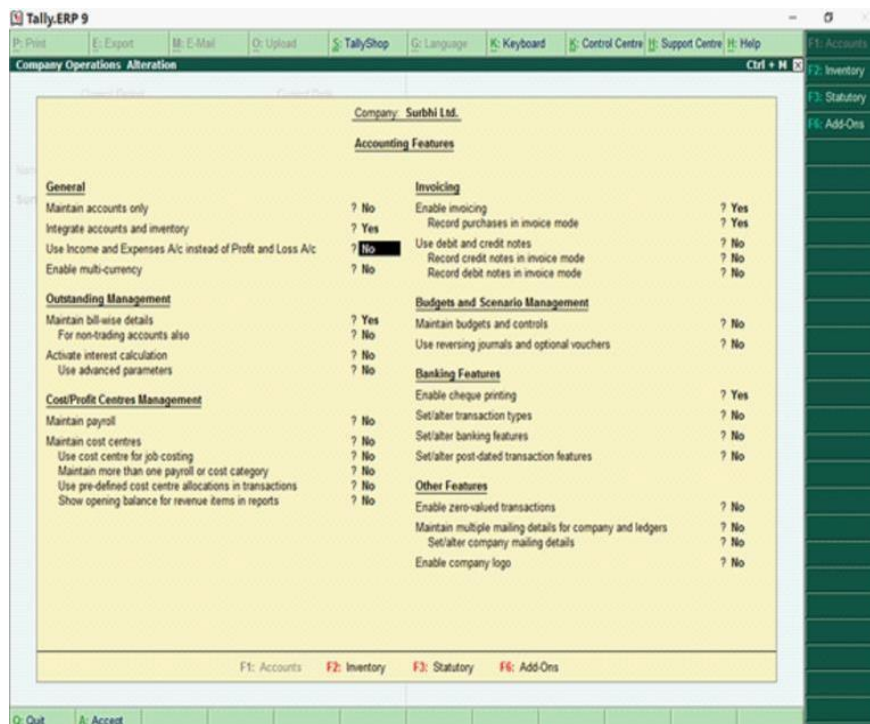 Tally.ERP 9
P: Print E: Export M: E-Mail O: Upload S: TallyShop G: Language K: Keyboard K: Control Centre H: Support Centre H: Help
F1: Accounts
Company Operations Alteration Ctrl + M X
F2: Inventory
F3: Statutory
F6: Add-Ons
Company: Surbhi Ltd.
Accounting Features
General
Maintain accounts only ? No
Integrate accounts and inventory ? Yes
Use Income and Expenses A/c instead of Profit and Loss A/c ? No
Enable multi-currency ? No
Outstanding Management
Maintain bill-wise details ? Yes
For non-trading accounts also ? No
Activate interest calculation ? No
Use advanced parameters ? No
Cost/Profit Centres Management
Maintain payroll ? No
Maintain cost centres ? No
Use cost centre for job costing ? No
Maintain more than one payroll or cost category ? No
Use pre-defined cost centre allocations in transactions ? No
Show opening balance for revenue items in reports ? No
Invoicing
Enable invoicing ? Yes
Record purchases in invoice mode ? Yes
Use debit and credit notes ? No
Record credit notes in invoice mode ? No
Record debit notes in invoice mode ? No
Budgets and Scenario Management
Maintain budgets and controls ? No
Use reversing journals and optional vouchers ? No
Banking Features
Enable cheque printing ? Yes
Set/alter transaction types ? No
Set/alter banking features ? No
Set/alter post-dated transaction features ? No
Other Features
Enable zero-valued transactions ? No
Maintain multiple mailing details for company and ledgers ? No
Set/alter company mailing details ? No
Enable company logo ? No
F1: Accounts F2: Inventory F3: Statutory F6: Add-Ons
Q: Quit A: Accept